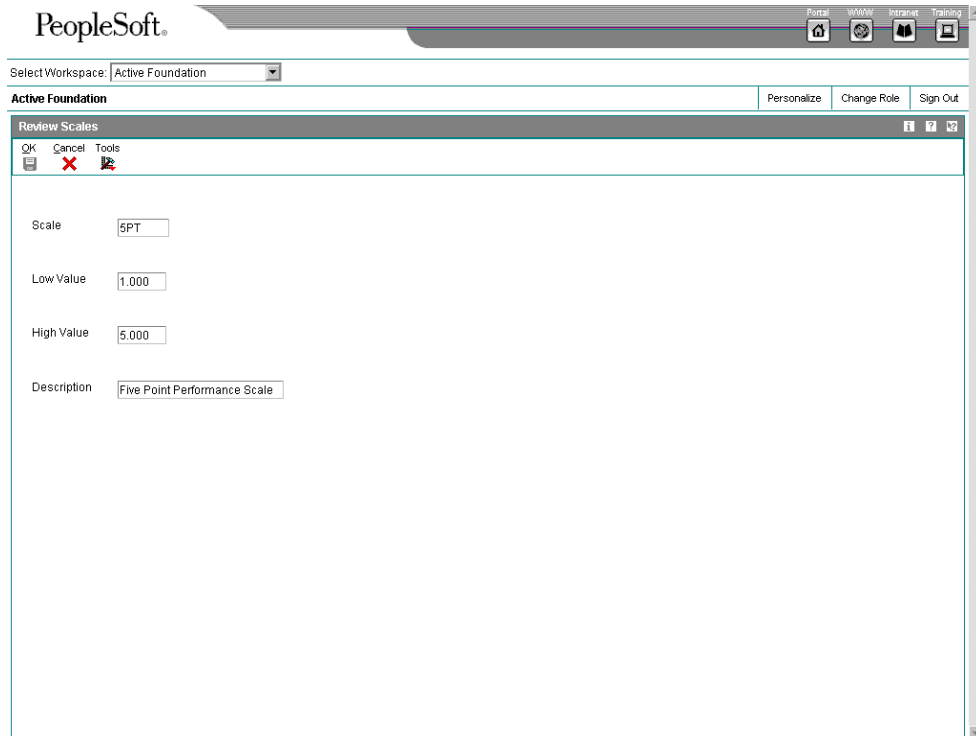 PeopleSoft®
Portal WWW Intranet Training
Select Workspace: Active Foundation
Active Foundation Personalize Change Role Sign Out
Review Scales i ? ?
OK Cancel Tools
Scale 5PT
Low Value 1.000
High Value 5.000
Description Five Point Performance Scale